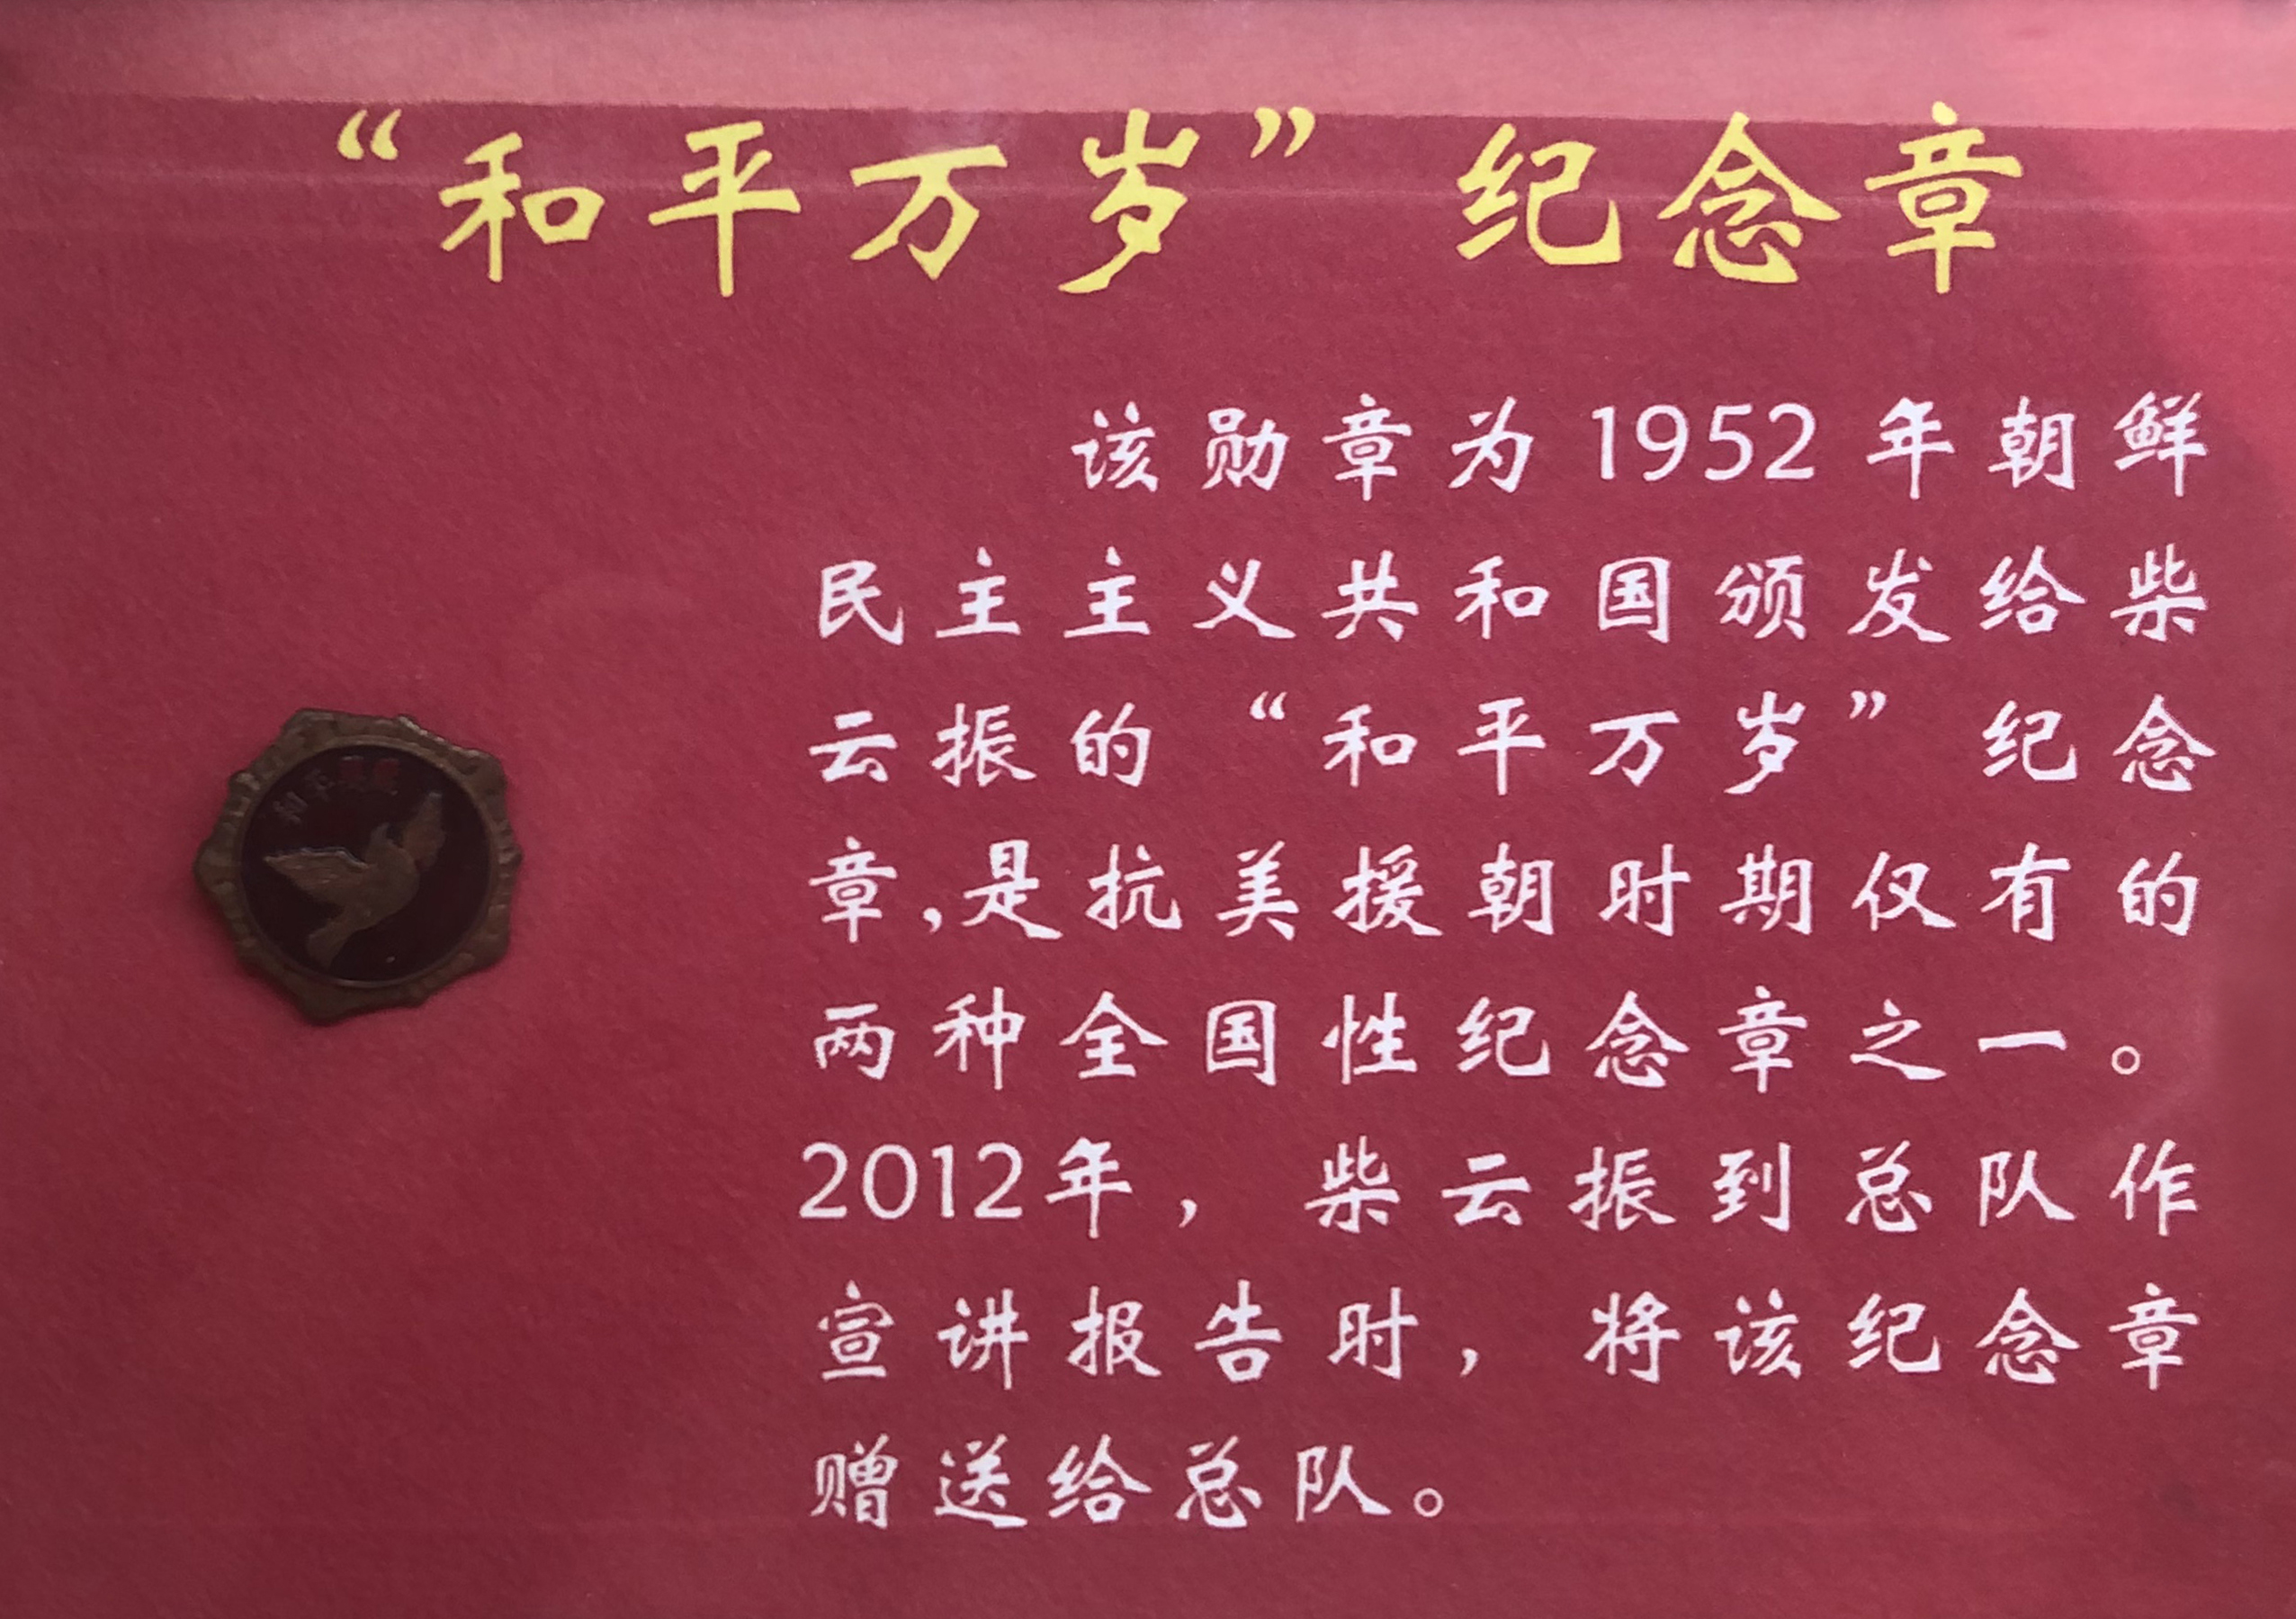 “和平万岁” 纪念章
该勋章为1952年朝鲜
民主主义共和国颁发给柴
云振的“和平万岁”纪念
章,是抗美援朝时期仅有的
两种全国性纪念章之一。
2012年，柴云振到总队作
宣讲报告时，将该纪念章
赠送给总队。
和平